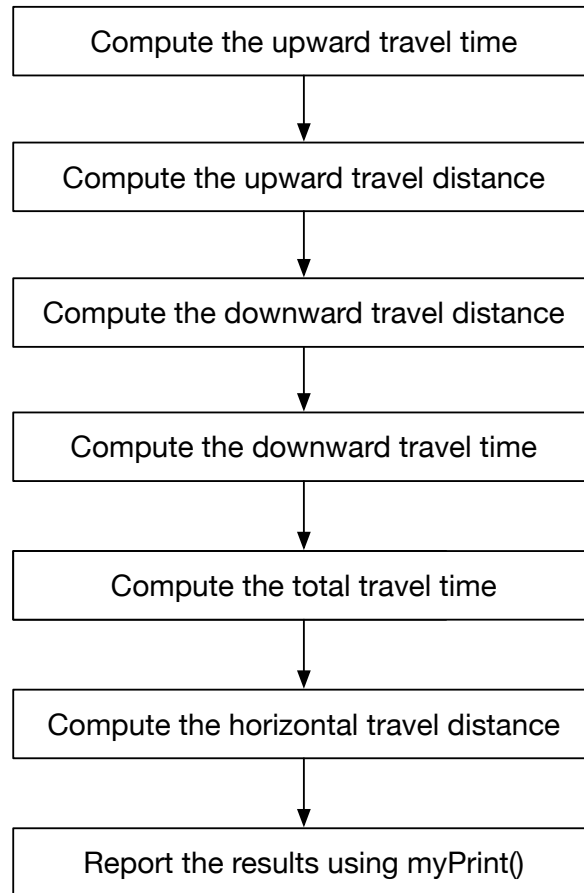 Compute the upward travel time
Compute the upward travel distance
Compute the downward travel distance
Compute the downward travel time
Compute the total travel time
Compute the horizontal travel distance
Report the results using myPrint()